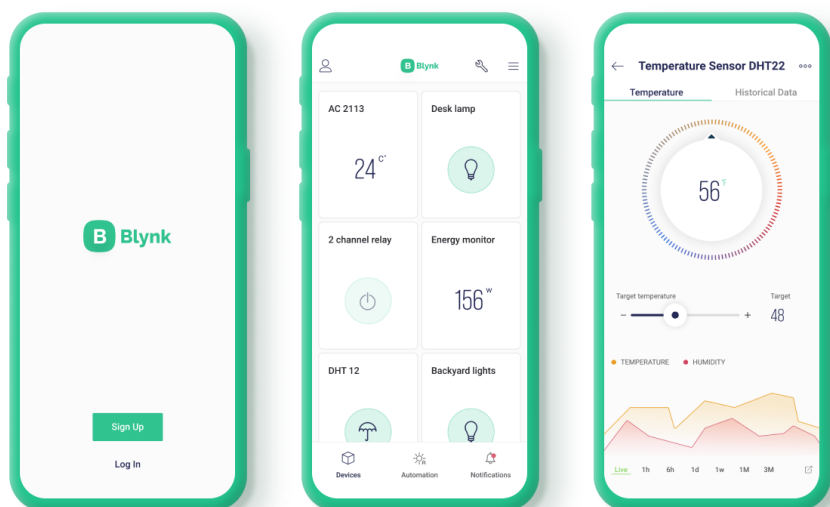 B Blynk
Sign Up
Log In
B Blynk
AC 2113
Desk lamp
24 C°
2 channel relay
Energy monitor
156 w
DHT 12
Backyard lights
Devices
Automation
Notifications
Temperature Sensor DHT22
Temperature
Historical Data
56 F
Target temperature
Target
48
TEMPERATURE
HUMIDITY
Live 1h 6h 1d 1w 1M 3M